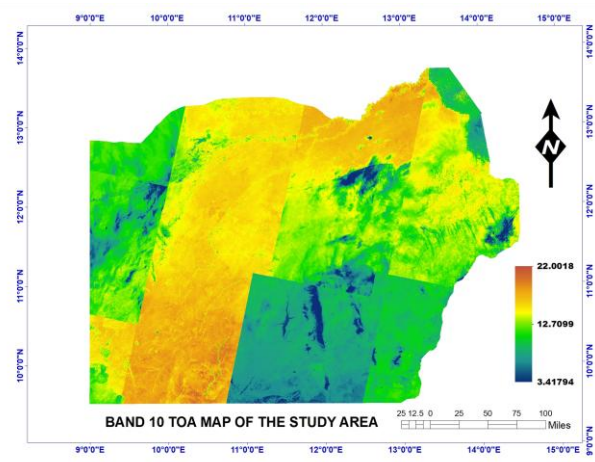 9°0'0"E 10°0'0"E 11°0'0"E 12°0'0"E 13°0'0"E 14°0'0"E 15°0'0"E
14°0'0"N
14°0'0"N
13°0'0"N
13°0'0"N
N
12°0'0"N
12°0'0"N
11°0'0"N
11°0'0"N
22.0018
12.7099
3.41794
10°0'0"N
10°0'0"N
BAND 10 TOA MAP OF THE STUDY AREA
25 12.5 0 25 50 75 100
Miles
9°0'0"N
9°0'0"E 10°0'0"E 11°0'0"E 12°0'0"E 13°0'0"E 14°0'0"E 15°0'0"E